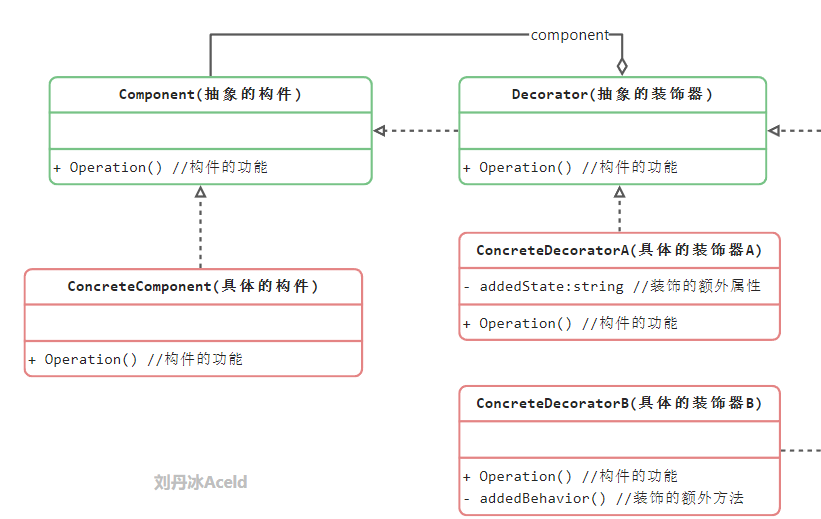 component
Component(抽象的构件)
+ Operation() //构件的功能
Decorator(抽象的装饰器)
+ Operation() //构件的功能
ConcreteComponent(具体的构件)
+ Operation() //构件的功能
ConcreteDecoratorA(具体的装饰器A)
- addedState:string //装饰的额外属性
+ Operation() //构件的功能
ConcreteDecoratorB(具体的装饰器B)
+ Operation() //构件的功能
- addedBehavior() //装饰的额外方法
刘丹冰Aceld